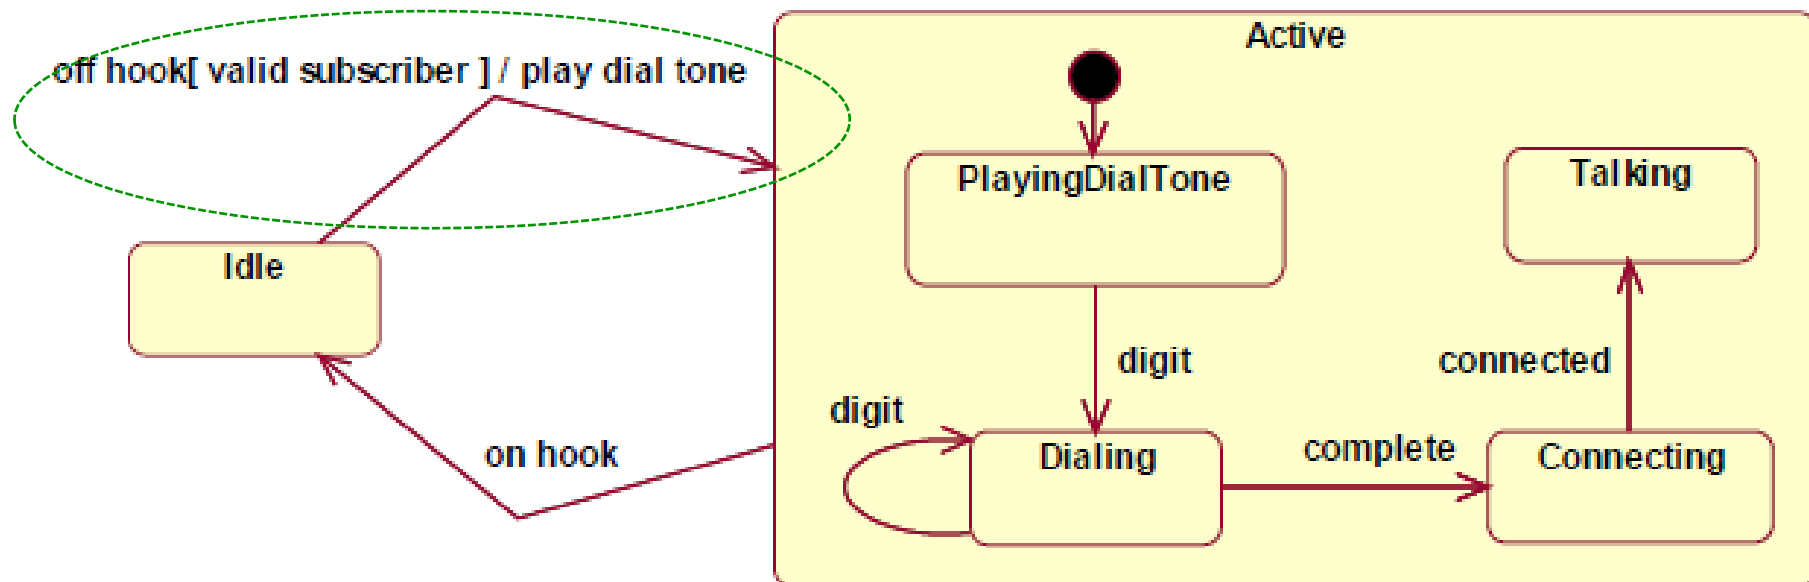 Active
off hook[ valid subscriber ] / play dial tone
PlayingDialTone
Talking
Idle
digit
connected
digit
on hook
Dialing
complete
Connecting